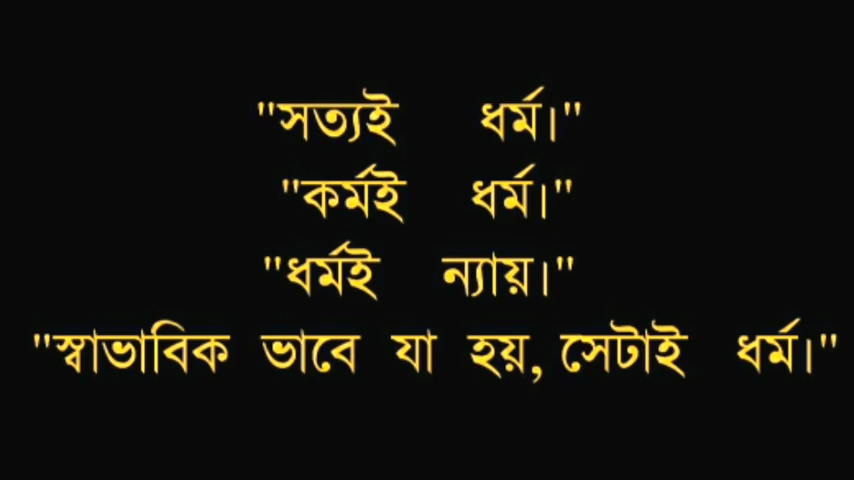 "সত্যই ধর্ম।"
"কর্মই ধর্ম।"
"ধর্মই ন্যায়।"
"স্বাভাবিক ভাবে যা হয়, সেটাই ধর্ম।"